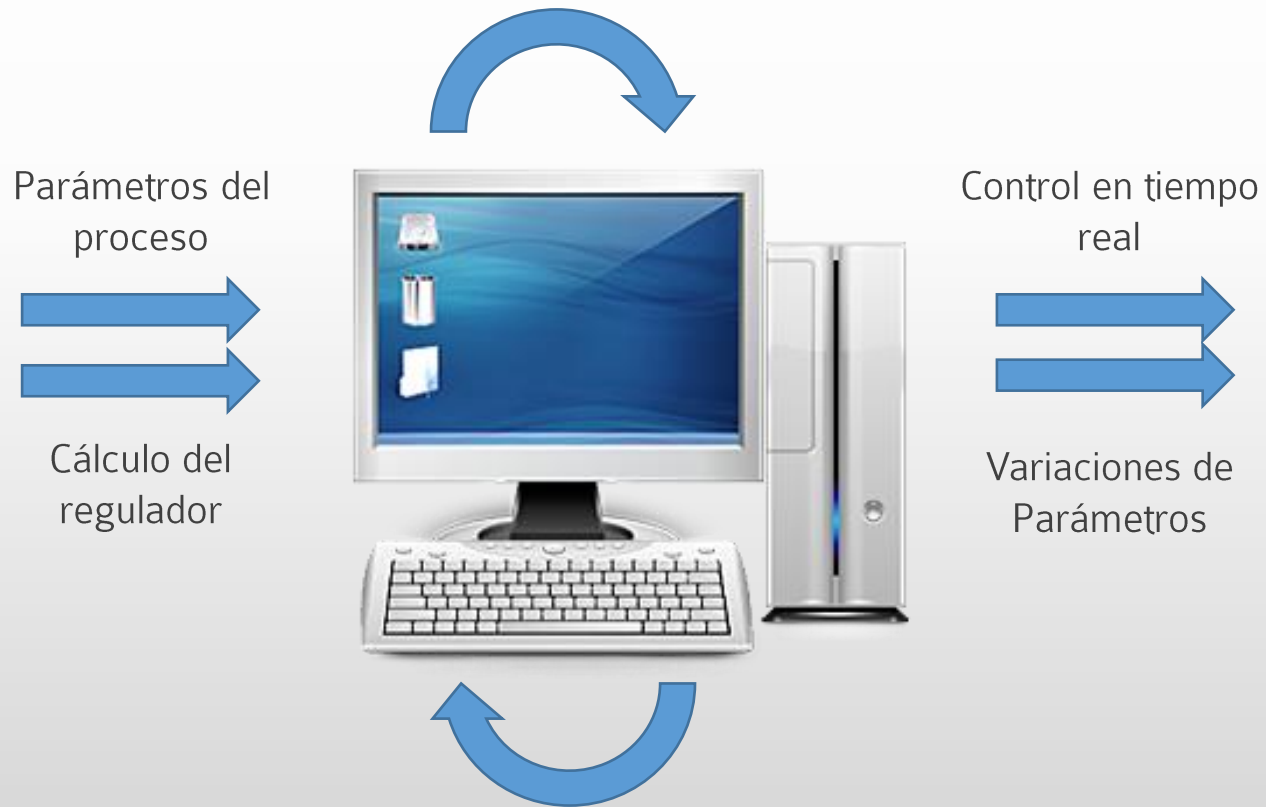 Parámetros del
proceso
Cálculo del
regulador
Control en tiempo
real
Variaciones de
Parámetros